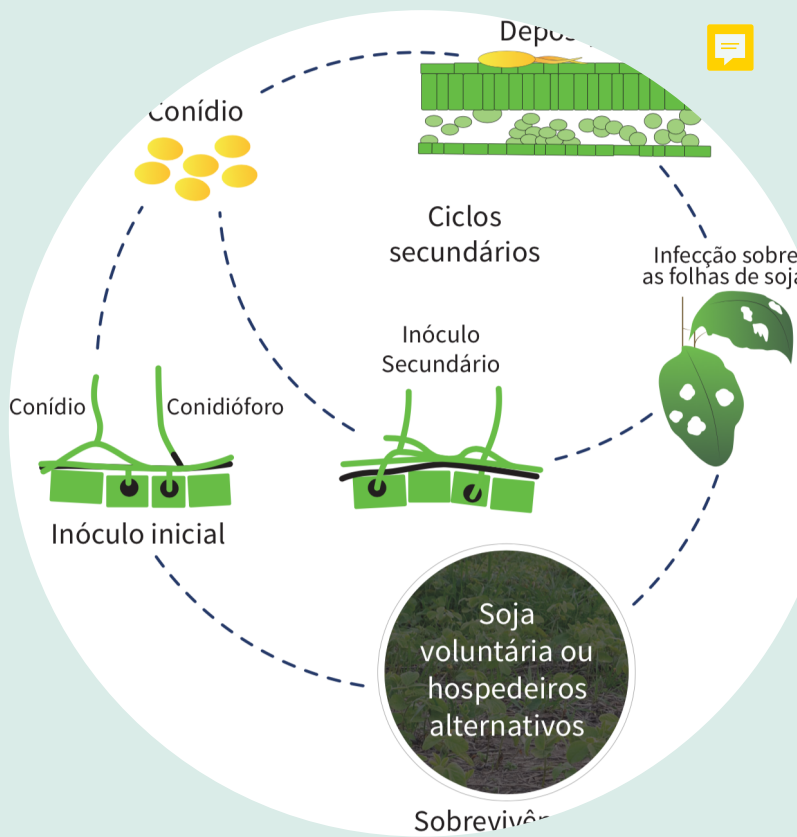 Conídio
Ciclos
secundários
Infecção sobre
as folhas de soja
Inóculo
Secundário
Conídio
Conidióforo
Inóculo inicial
Soja
voluntária ou
hospedeiros
alternativos